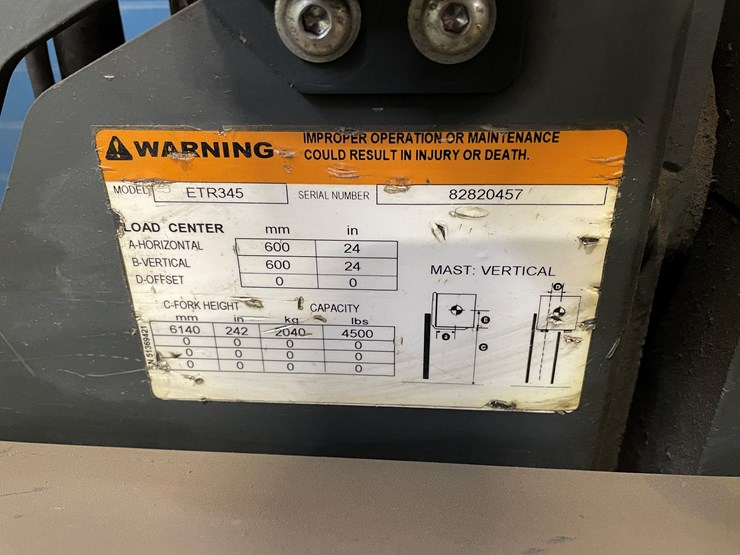 WARNING
IMPROPER OPERATION OR MAINTENANCE
COULD RESULT IN INJURY OR DEATH.
MODEL ETR345 SERIAL NUMBER 82820457
LOAD CENTER mm in
A-HORIZONTAL 600 24
B-VERTICAL 600 24
D-OFFSET 0 0
MAST: VERTICAL
C-FORK HEIGHT CAPACITY
mm in kg lbs
6140 242 2040 4500
0 0 0 0
0 0 0 0
0 0 0 0
D
B
A
C
D